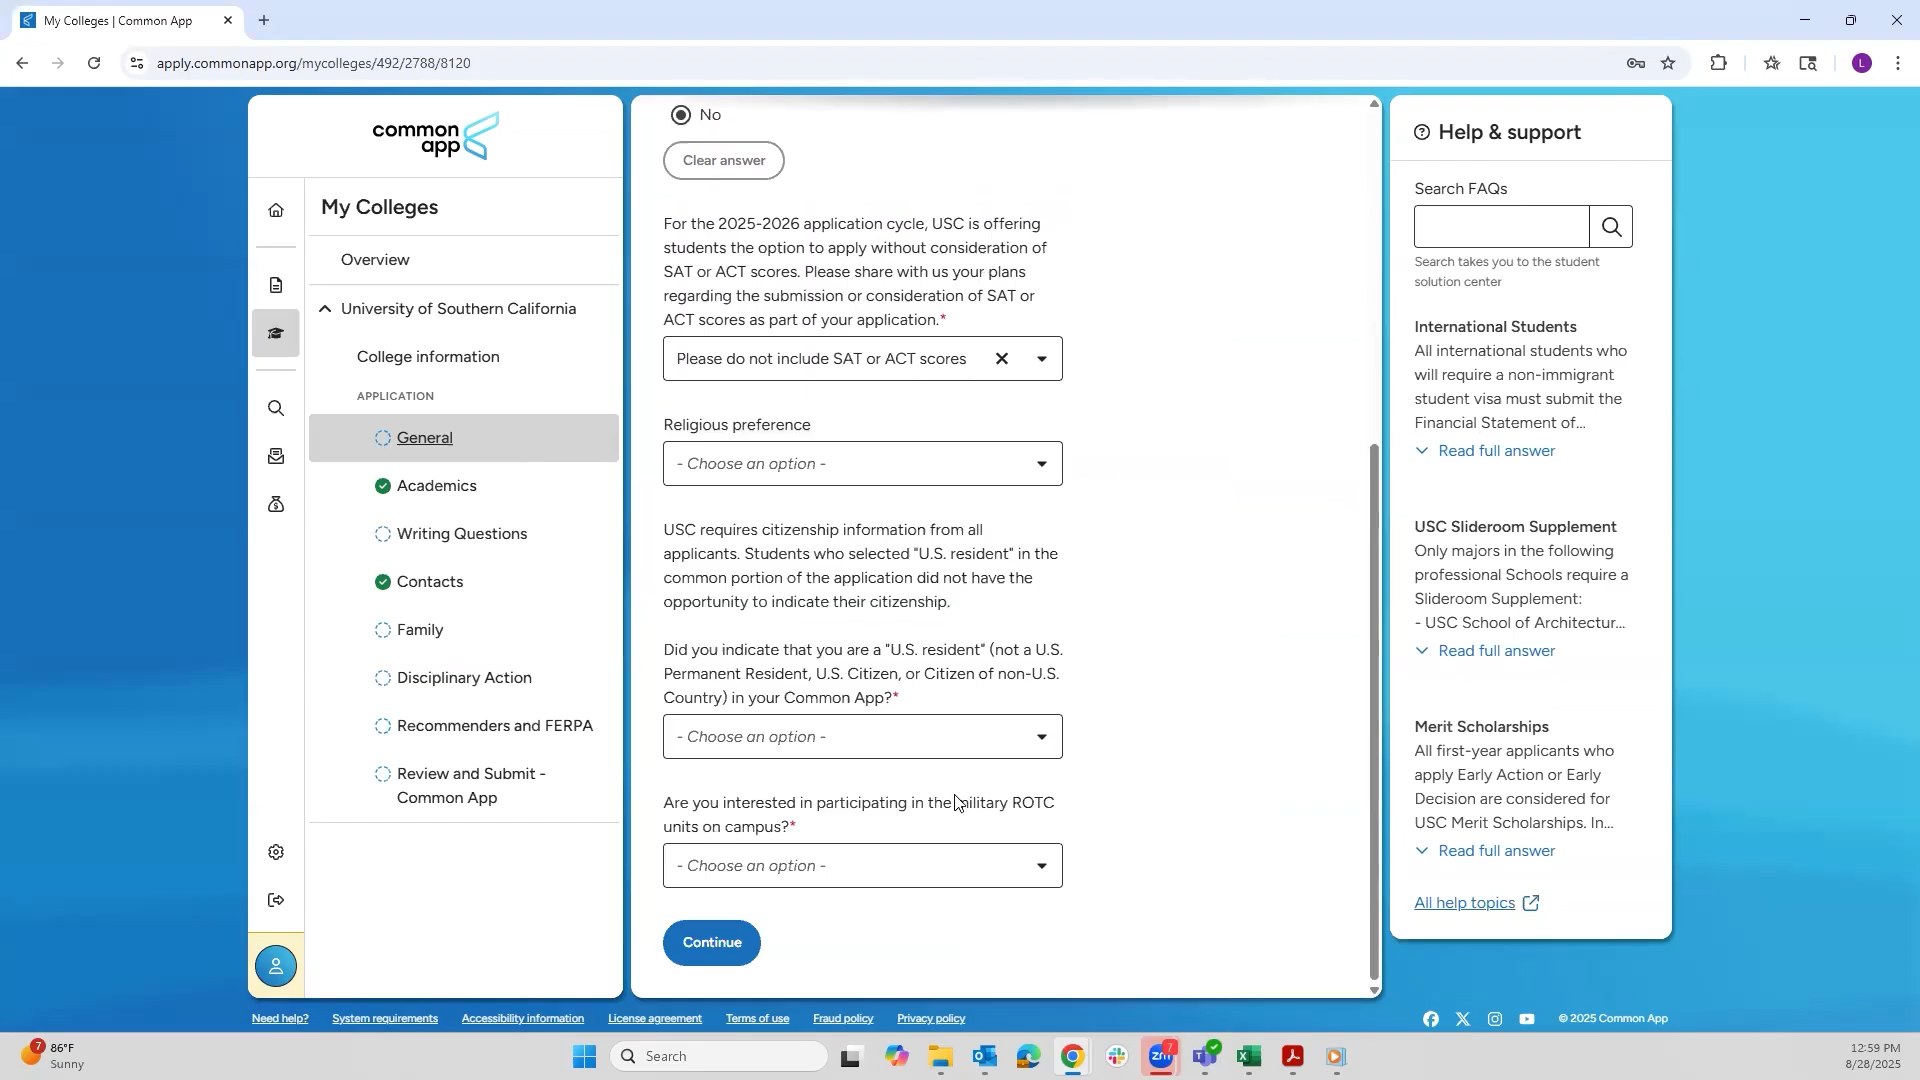 My Colleges | Common App
apply.commonapp.org/mycolleges/492/2788/8120
L
common
app
My Colleges
Overview
University of Southern California
College information
APPLICATION
General
Academics
Writing Questions
Contacts
Family
Disciplinary Action
Recommenders and FERPA
Review and Submit -
Common App
No
Clear answer
For the 2025-2026 application cycle, USC is offering
students the option to apply without consideration of
SAT or ACT scores. Please share with us your plans
regarding the submission or consideration of SAT or
ACT scores as part of your application.*
Please do not include SAT or ACT scores
Religious preference
- Choose an option -
USC requires citizenship information from all
applicants. Students who selected "U.S. resident" in the
common portion of the application did not have the
opportunity to indicate their citizenship.
Did you indicate that you are a "U.S. resident" (not a U.S.
Permanent Resident, U.S. Citizen, or Citizen of non-U.S.
Country) in your Common App?*
- Choose an option -
Are you interested in participating in the military ROTC
units on campus?*
- Choose an option -
Continue
Help & support
Search FAQs
Search takes you to the student
solution center
International Students
All international students who
will require a non-immigrant
student visa must submit the
Financial Statement of...
Read full answer
USC Slideroom Supplement
Only majors in the following
professional Schools require a
Slideroom Supplement:
- USC School of Architectur...
Read full answer
Merit Scholarships
All first-year applicants who
apply Early Action or Early
Decision are considered for
USC Merit Scholarships. In...
Read full answer
All help topics
Need help? System requirements Accessibility information License agreement Terms of use Fraud policy Privacy policy
© 2025 Common App
7
86°F
Sunny
Search
zm
7
12:59 PM
8/28/2025